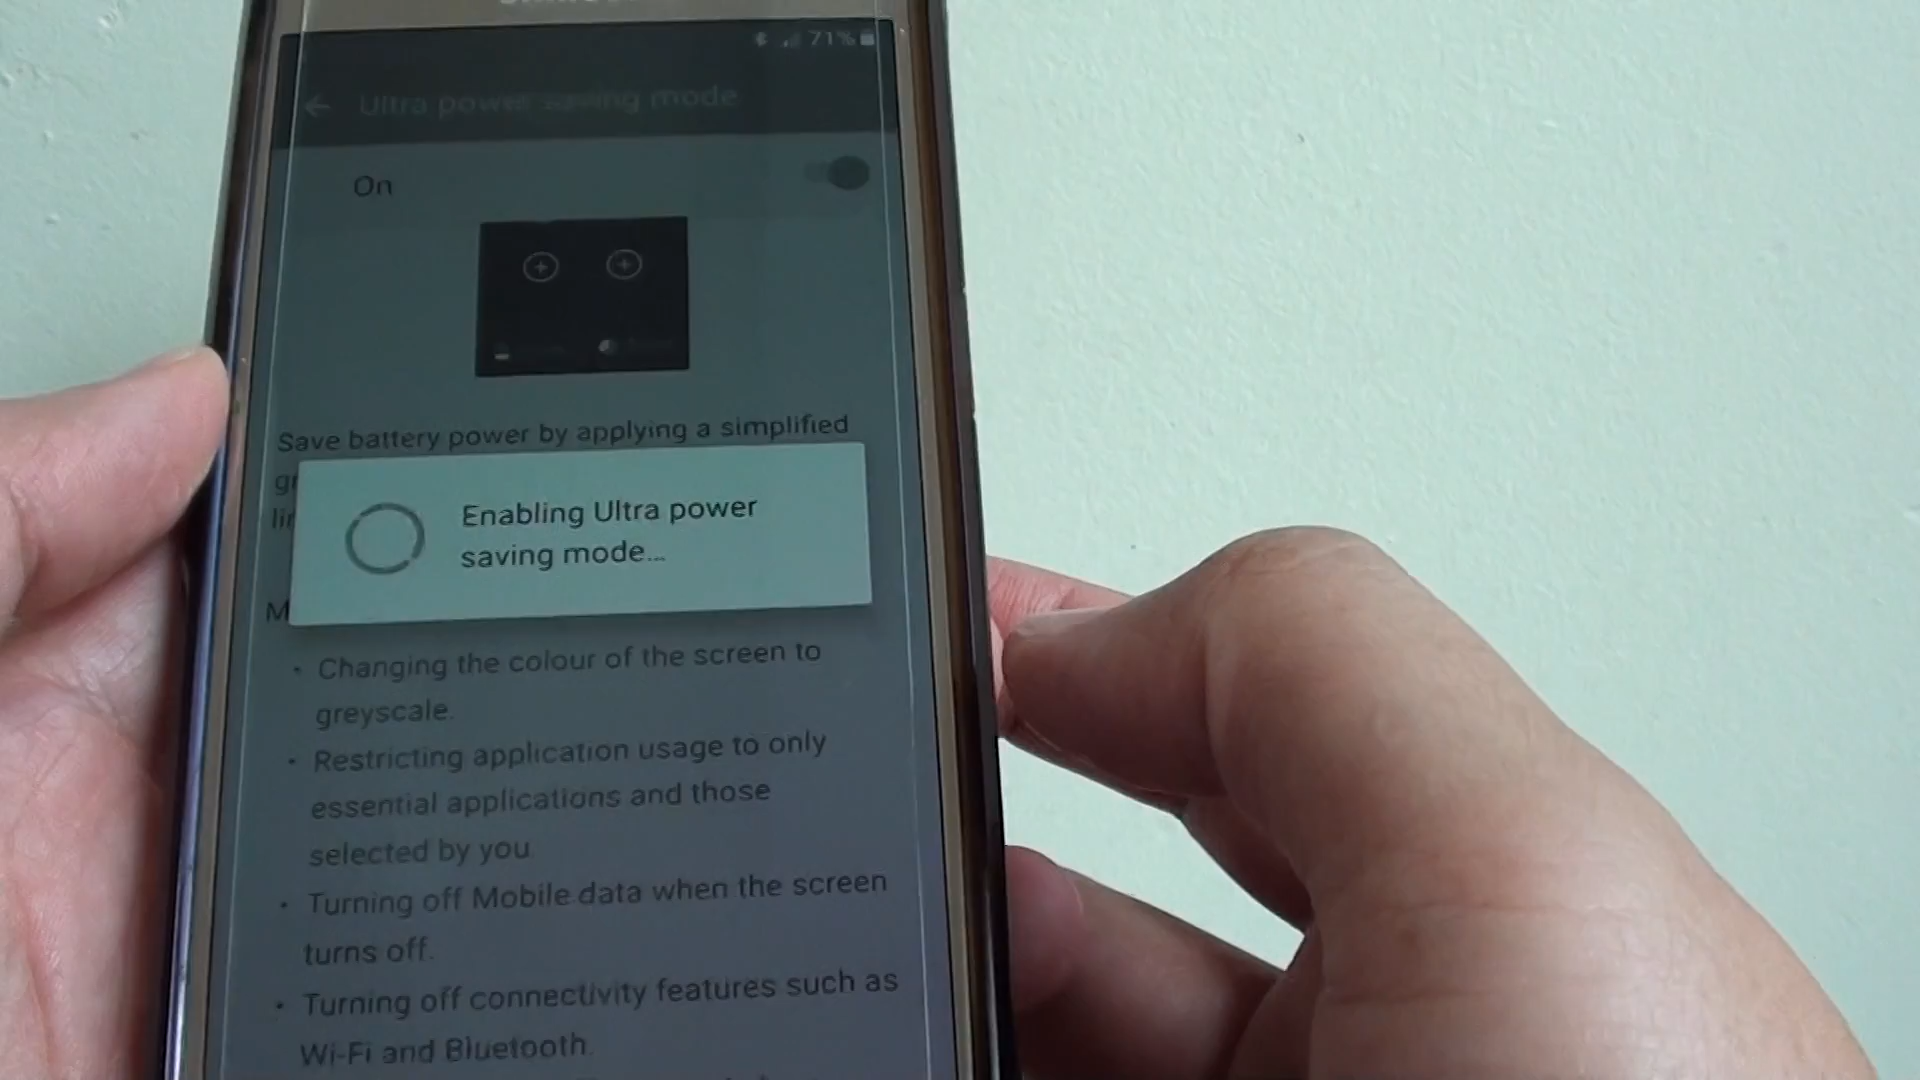 71%
Ultra power saving mode
On
Save battery power by applying a simplified
Enabling Ultra power
saving mode...
• Changing the colour of the screen to
greyscale.
• Restricting application usage to only
essential applications and those
selected by you
• Turning off Mobile data when the screen
turns off.
• Turning off connectivity features such as
Wi-Fi and Bluetooth.